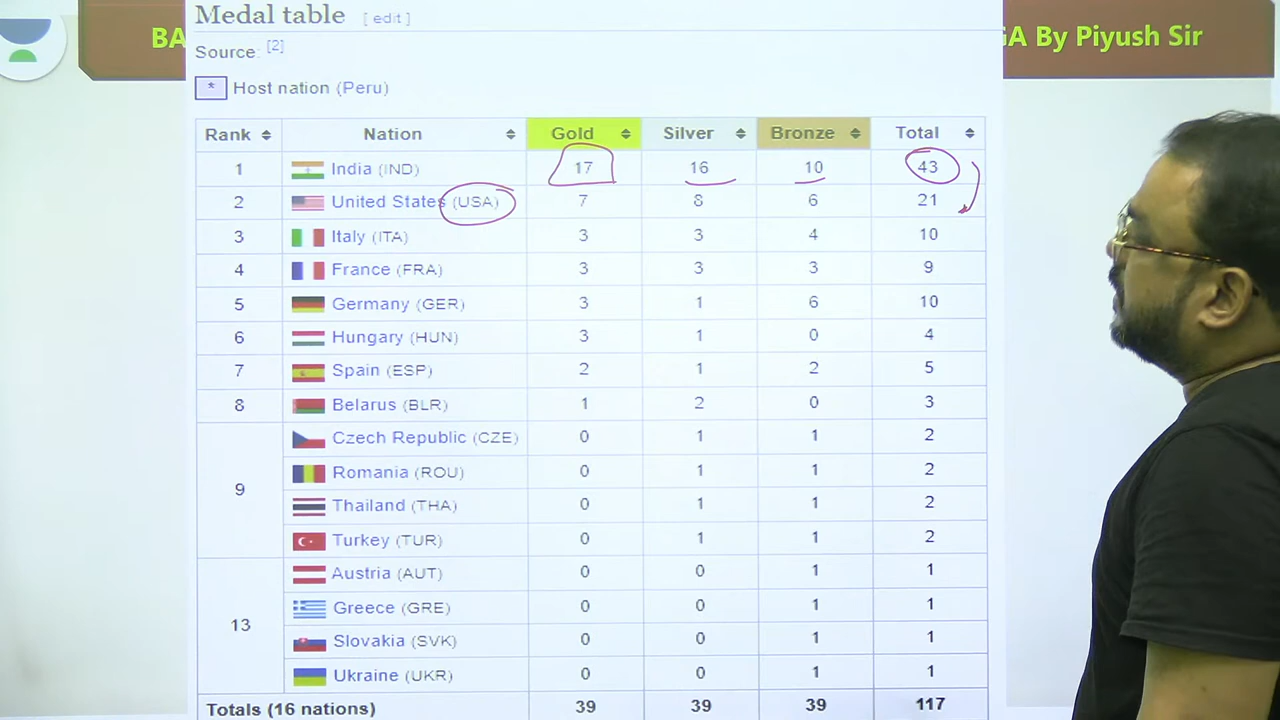 Medal table [ edit ]
BA
GA By Piyush Sir
Source: [2]
* Host nation (Peru)
Rank Nation Gold Silver Bronze Total
1 India (IND) 17 16 10 43
2 United States (USA) 7 8 6 21
3 Italy (ITA) 3 3 4 10
4 France (FRA) 3 3 3 9
5 Germany (GER) 3 1 6 10
6 Hungary (HUN) 3 1 0 4
7 Spain (ESP) 2 1 2 5
8 Belarus (BLR) 1 2 0 3
Czech Republic (CZE) 0 1 1 2
Romania (ROU) 0 1 1 2
9
Thailand (THA) 0 1 1 2
Turkey (TUR) 0 1 1 2
Austria (AUT) 0 0 1 1
Greece (GRE) 0 0 1 1
13
Slovakia (SVK) 0 0 1 1
Ukraine (UKR) 0 0 1 1
Totals (16 nations) 39 39 39 117